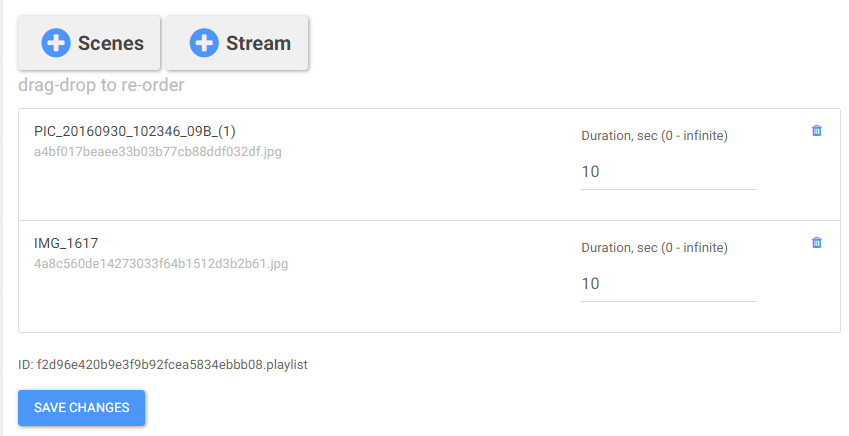 Scenes
Stream
drag-drop to re-order
PIC_20160930_102346_09B_(1)
a4bf017beaee33b03b77cb88ddf032df.jpg
Duration, sec (0 - infinite)
10
IMG_1617
4a8c560de14273033f64b1512d3b2b61.jpg
Duration, sec (0 - infinite)
10
ID: f2d96e420b9e3f9b92fcea5834ebbb08.playlist
SAVE CHANGES